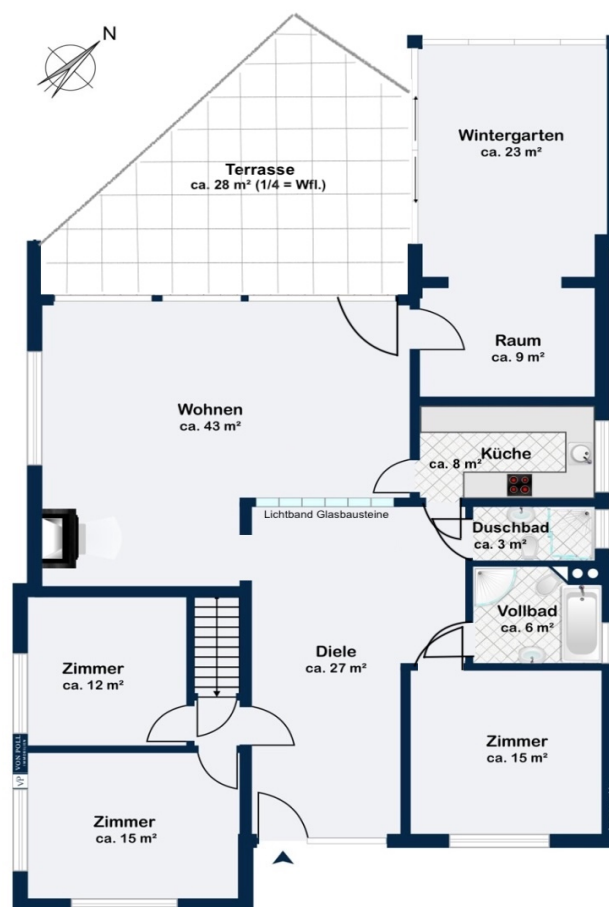 N
Wintergarten
ca. 23 m²
Terrasse
ca. 28 m² (1/4 = Wfl.)
Raum
ca. 9 m²
Wohnen
ca. 43 m²
Küche
ca. 8 m²
Lichtband Glasbausteine
Duschbad
ca. 3 m²
Vollbad
ca. 6 m²
Diele
ca. 27 m²
Zimmer
ca. 12 m²
Zimmer
ca. 15 m²
Zimmer
ca. 15 m²
VON POLL
IMMOBILIEN
VP